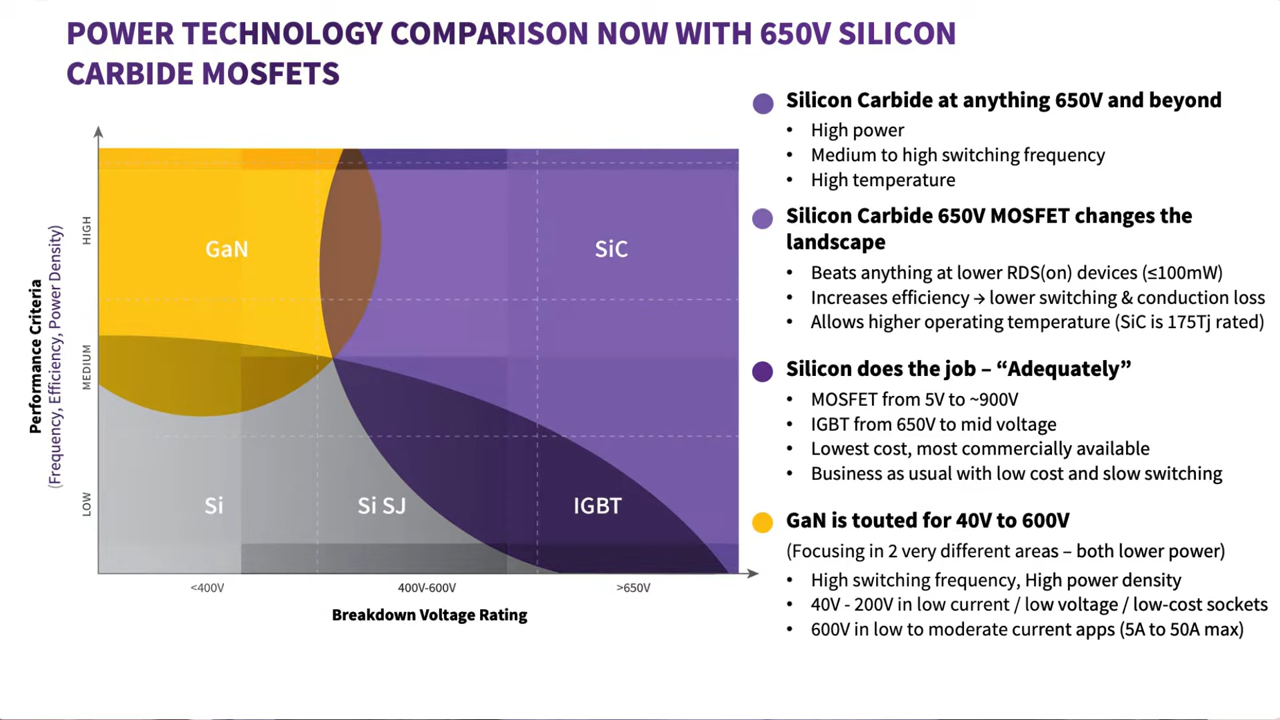 POWER TECHNOLOGY COMPARISON NOW WITH 650V SILICON
CARBIDE MOSFETS
Performance Criteria
(Frequency, Efficiency, Power Density)
HIGH
MEDIUM
LOW
GaN
SiC
Si
Si SJ
IGBT
<400V
400V-600V
>650V
Breakdown Voltage Rating
Silicon Carbide at anything 650V and beyond
• High power
• Medium to high switching frequency
• High temperature
Silicon Carbide 650V MOSFET changes the
landscape
• Beats anything at lower RDS(on) devices (≤100mW)
• Increases efficiency → lower switching & conduction loss
• Allows higher operating temperature (SiC is 175Tj rated)
Silicon does the job – “Adequately”
• MOSFET from 5V to ~900V
• IGBT from 650V to mid voltage
• Lowest cost, most commercially available
• Business as usual with low cost and slow switching
GaN is touted for 40V to 600V
(Focusing in 2 very different areas – both lower power)
• High switching frequency, High power density
• 40V - 200V in low current / low voltage / low-cost sockets
• 600V in low to moderate current apps (5A to 50A max)